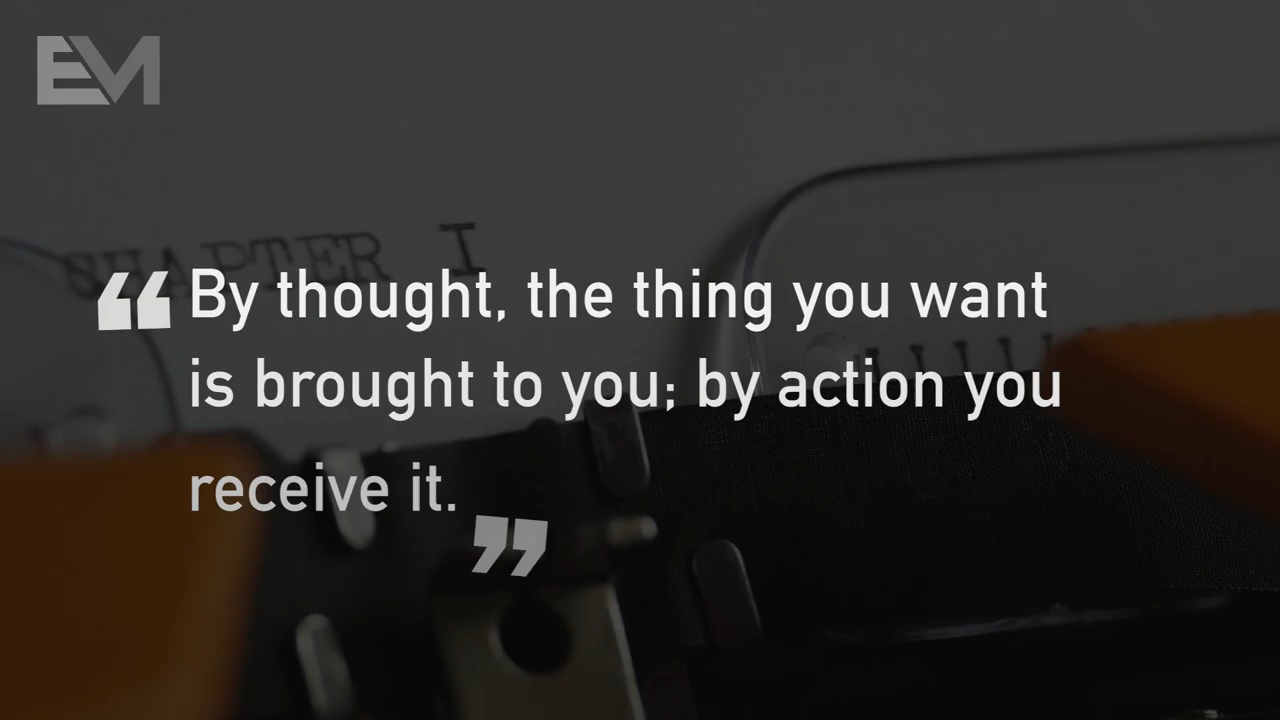 EM
CHAPTER I
“By thought, the thing you want
is brought to you; by action you
receive it.”